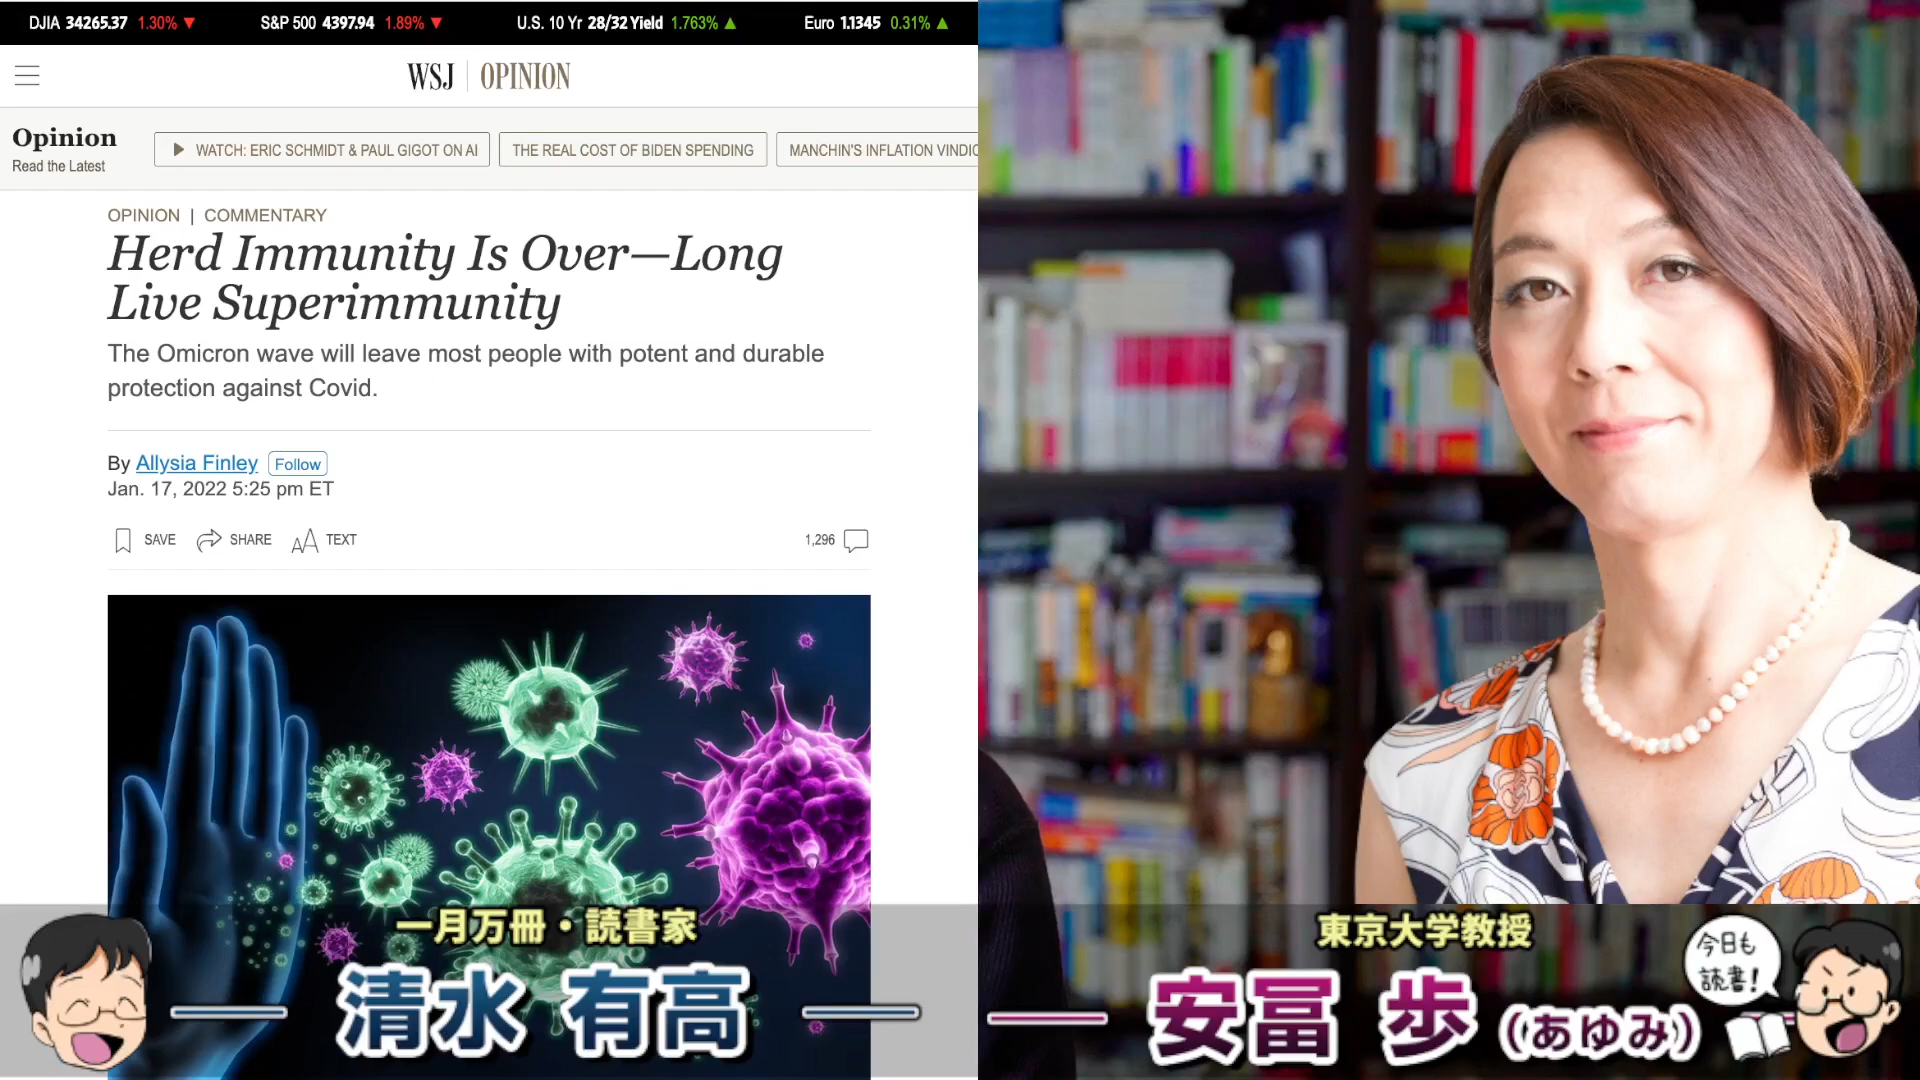 DJIA 34265.37 1.30% ▼
S&P 500 4397.94 1.89% ▼
U.S. 10 Yr 28/32 Yield 1.763% ▲
Euro 1.1345 0.31% ▲
WSJ | OPINION
Opinion
Read the Latest
WATCH: ERIC SCHMIDT & PAUL GIGOT ON AI
THE REAL COST OF BIDEN SPENDING
MANCHIN'S INFLATION
OPINION | COMMENTARY
Herd Immunity Is Over—Long
Live Superimmunity
The Omicron wave will leave most people with potent and durable
protection against Covid.
By Allysia Finley Follow
Jan. 17, 2022 5:25 pm ET
SAVE SHARE AA TEXT
1,296
一月万冊・読書家
清水 有高
東京大学教授
安冨 歩 (あゆみ)
今日も
読書!